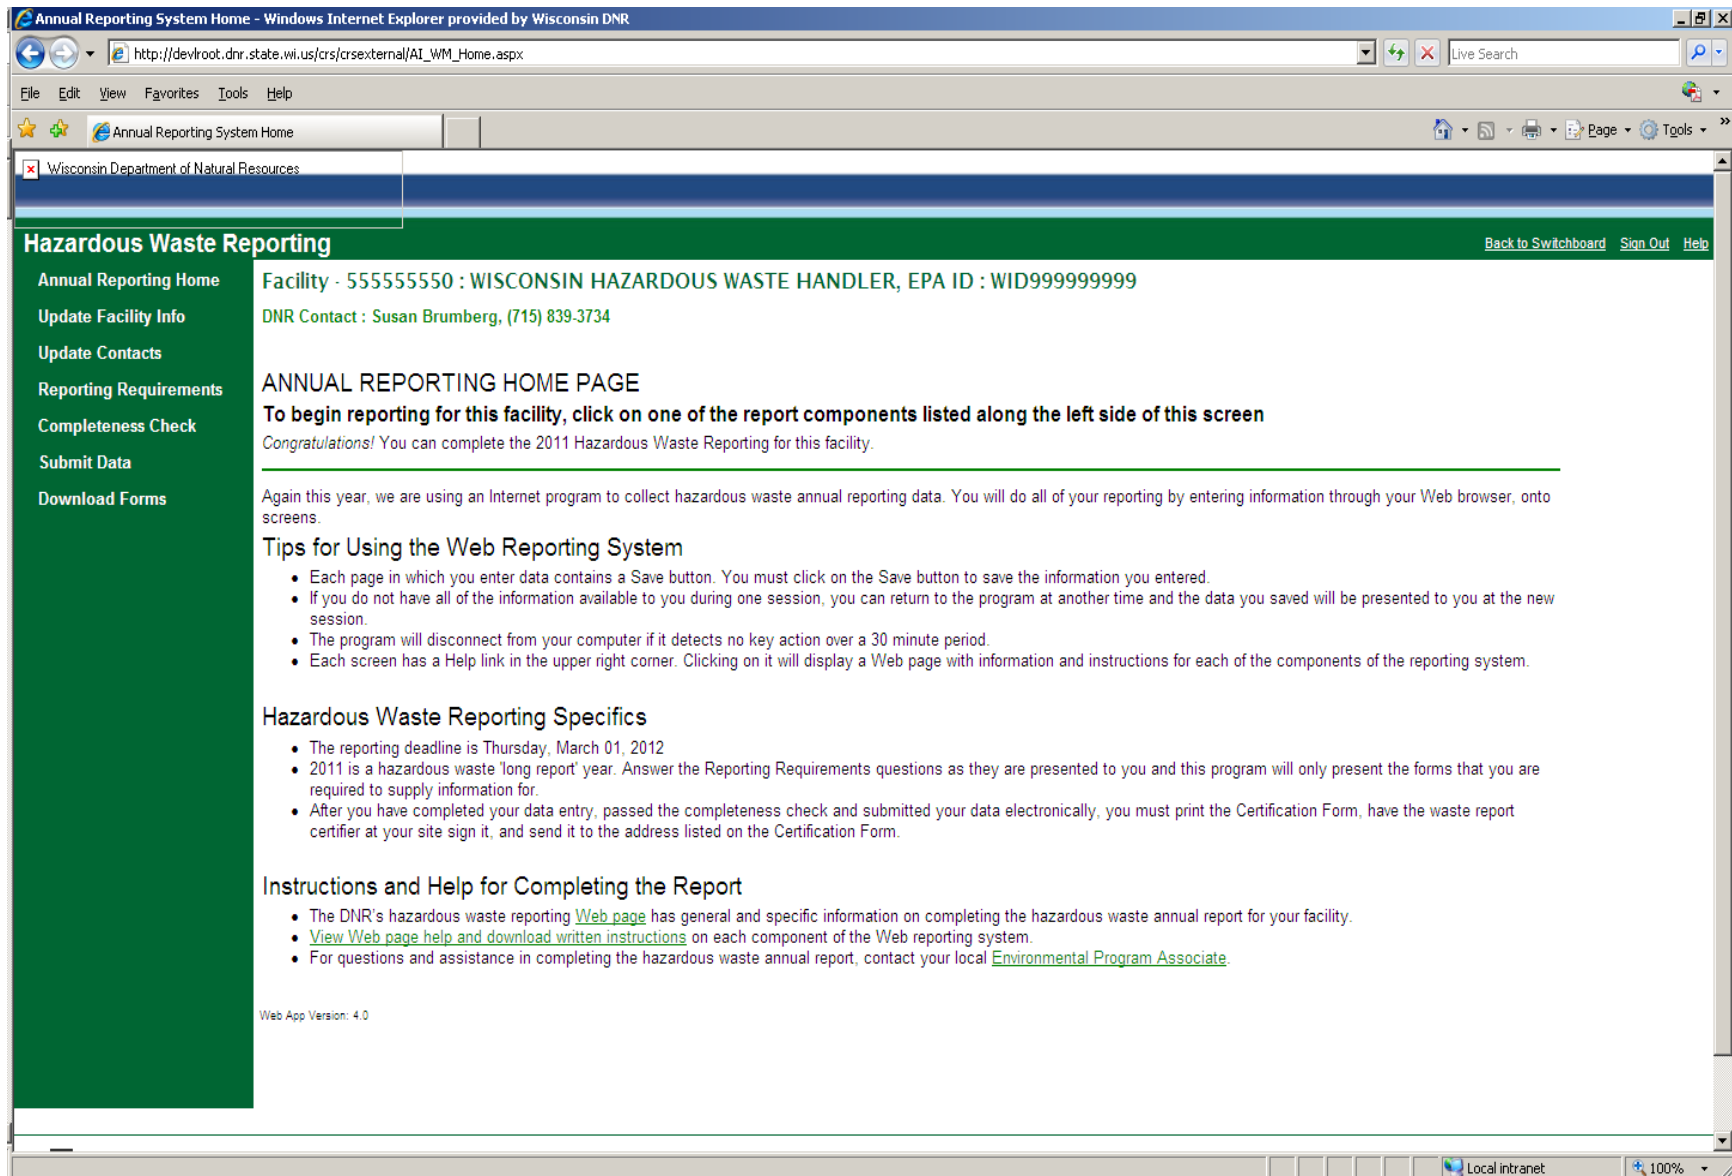 Annual Reporting System Home - Windows Internet Explorer provided by Wisconsin DNR
http://devlroot.dnr.state.wi.us/crs/crsexternal/AI_WM_Home.aspx
Live Search
File Edit View Favorites Tools Help
Annual Reporting System Home
Page Tools »
Wisconsin Department of Natural Resources
Hazardous Waste Reporting
Back to Switchboard Sign Out Help
Annual Reporting Home
Update Facility Info
Update Contacts
Reporting Requirements
Completeness Check
Submit Data
Download Forms
Facility - 555555550 : WISCONSIN HAZARDOUS WASTE HANDLER, EPA ID : WID999999999
DNR Contact : Susan Brumberg, (715) 839-3734
ANNUAL REPORTING HOME PAGE
To begin reporting for this facility, click on one of the report components listed along the left side of this screen
Congratulations! You can complete the 2011 Hazardous Waste Reporting for this facility.
Again this year, we are using an Internet program to collect hazardous waste annual reporting data. You will do all of your reporting by entering information through your Web browser, onto
screens.
Tips for Using the Web Reporting System
• Each page in which you enter data contains a Save button. You must click on the Save button to save the information you entered.
• If you do not have all of the information available to you during one session, you can return to the program at another time and the data you saved will be presented to you at the new
session.
• The program will disconnect from your computer if it detects no key action over a 30 minute period.
• Each screen has a Help link in the upper right corner. Clicking on it will display a Web page with information and instructions for each of the components of the reporting system.
Hazardous Waste Reporting Specifics
• The reporting deadline is Thursday, March 01, 2012
• 2011 is a hazardous waste 'long report' year. Answer the Reporting Requirements questions as they are presented to you and this program will only present the forms that you are
required to supply information for.
• After you have completed your data entry, passed the completeness check and submitted your data electronically, you must print the Certification Form, have the waste report
certifier at your site sign it, and send it to the address listed on the Certification Form.
Instructions and Help for Completing the Report
• The DNR's hazardous waste reporting Web page has general and specific information on completing the hazardous waste annual report for your facility.
• View Web page help and download written instructions on each component of the Web reporting system.
• For questions and assistance in completing the hazardous waste annual report, contact your local Environmental Program Associate.
Web App Version: 4.0
Local intranet 100%